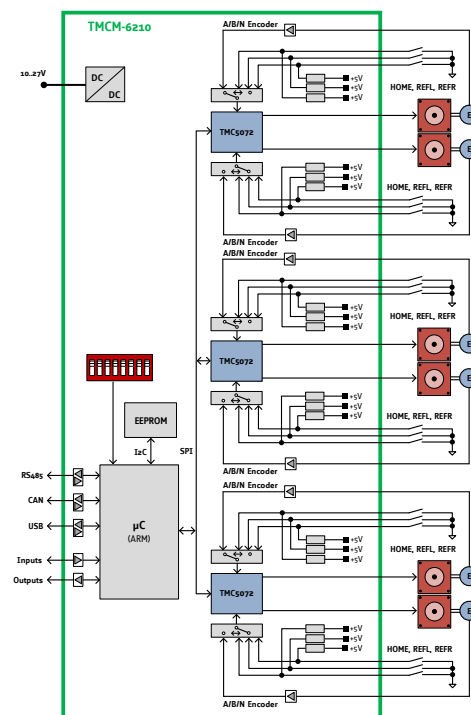 TMCM-6210
10..27V
DC
DC
A/B/N Encoder
+5V
+5V
+5V
HOME, REFL, REFR
TMC5072
E
E
+5V
+5V
+5V
HOME, REFL, REFR
A/B/N Encoder
A/B/N Encoder
+5V
+5V
+5V
HOME, REFL, REFR
TMC5072
E
E
+5V
+5V
+5V
HOME, REFL, REFR
A/B/N Encoder
A/B/N Encoder
+5V
+5V
+5V
HOME, REFL, REFR
TMC5072
E
E
+5V
+5V
+5V
HOME, REFL, REFR
A/B/N Encoder
EEPROM
I2C
SPI
µC
(ARM)
RS485
CAN
USB
Inputs
Outputs